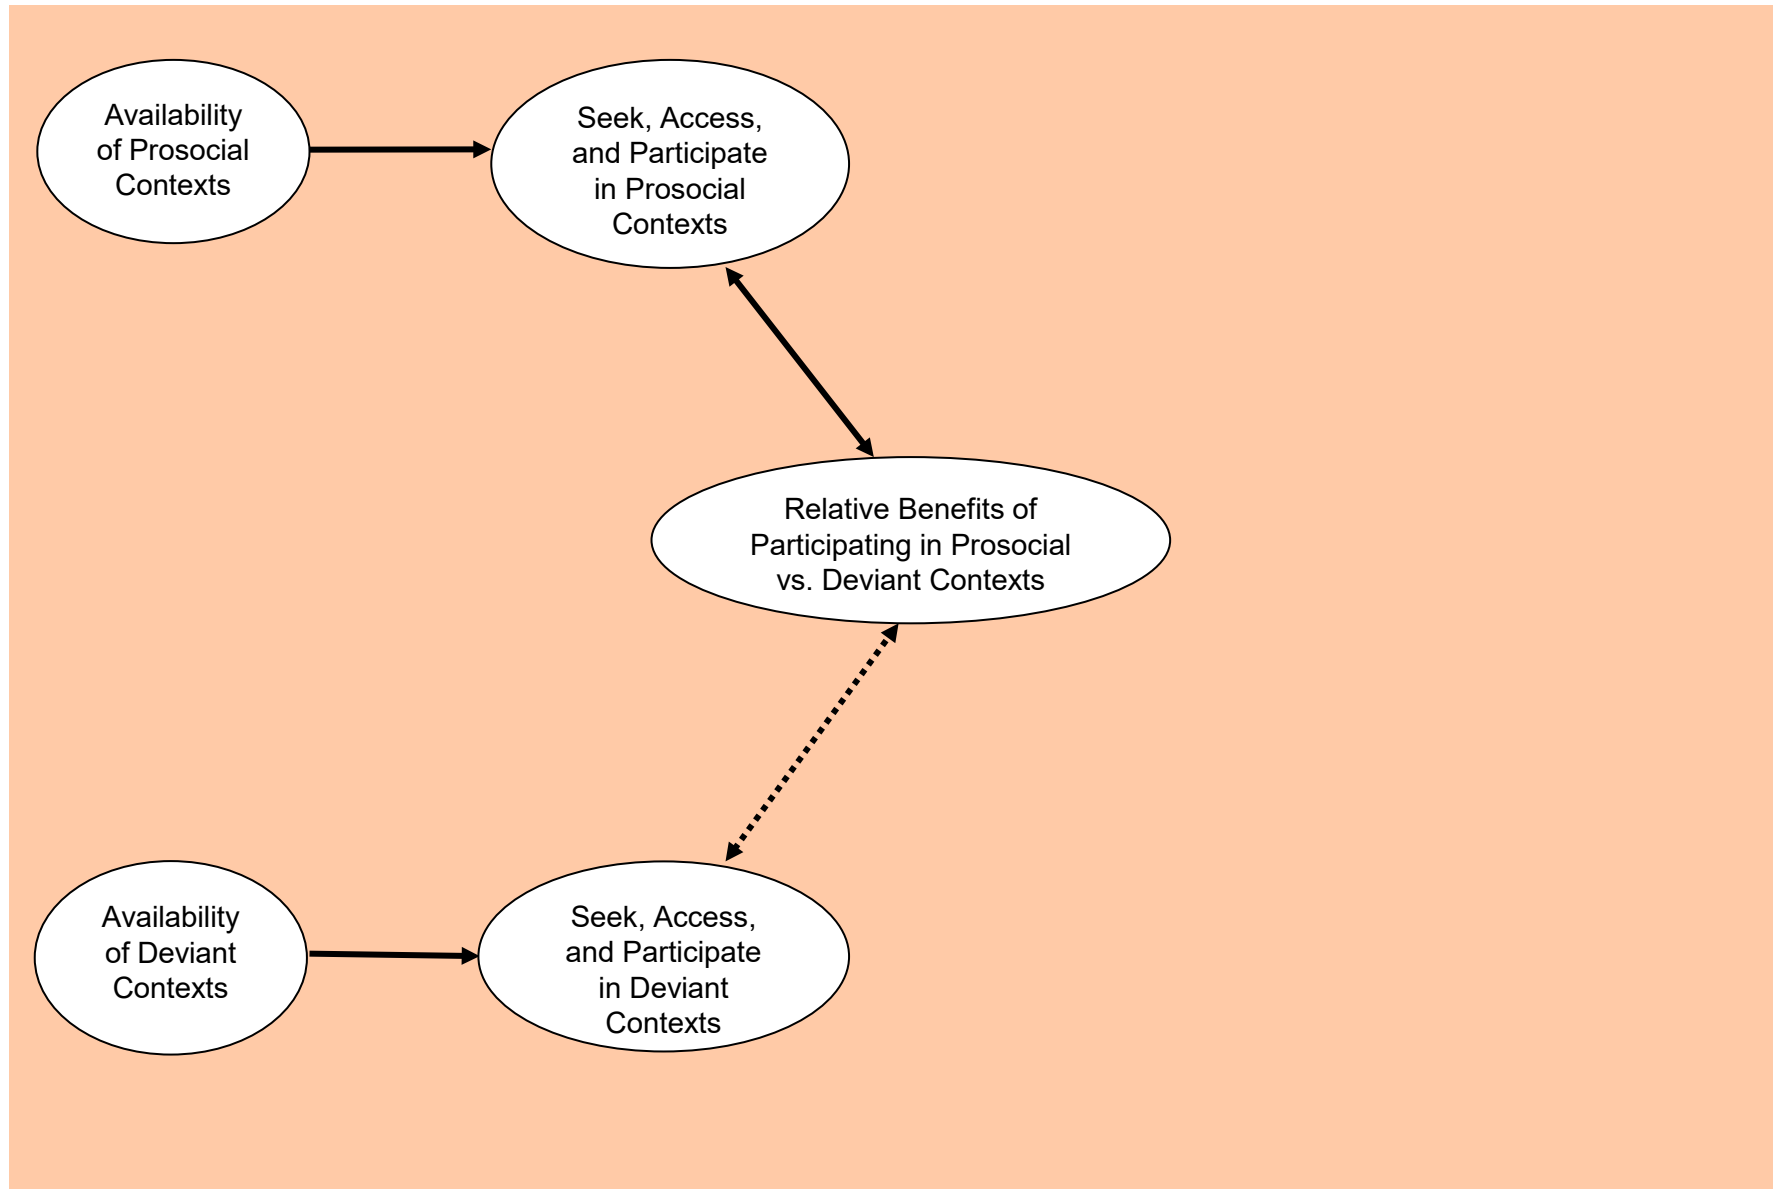 Availability
of Prosocial
Contexts
Seek, Access,
and Participate
in Prosocial
Contexts
Relative Benefits of
Participating in Prosocial
vs. Deviant Contexts
Availability
of Deviant
Contexts
Seek, Access,
and Participate
in Deviant
Contexts